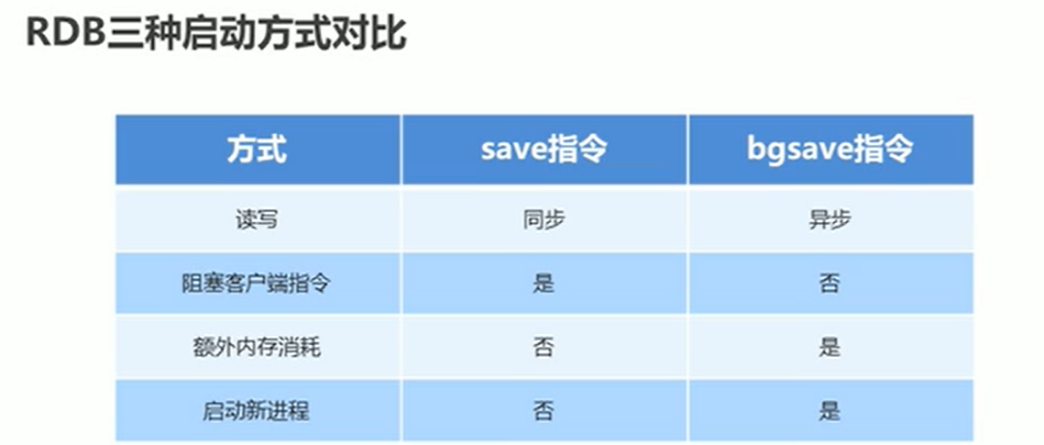 RDB三种启动方式对比
方式 save指令 bgsave指令
读写 同步 异步
阻塞客户端指令 是 否
额外内存消耗 否 是
启动新进程 否 是